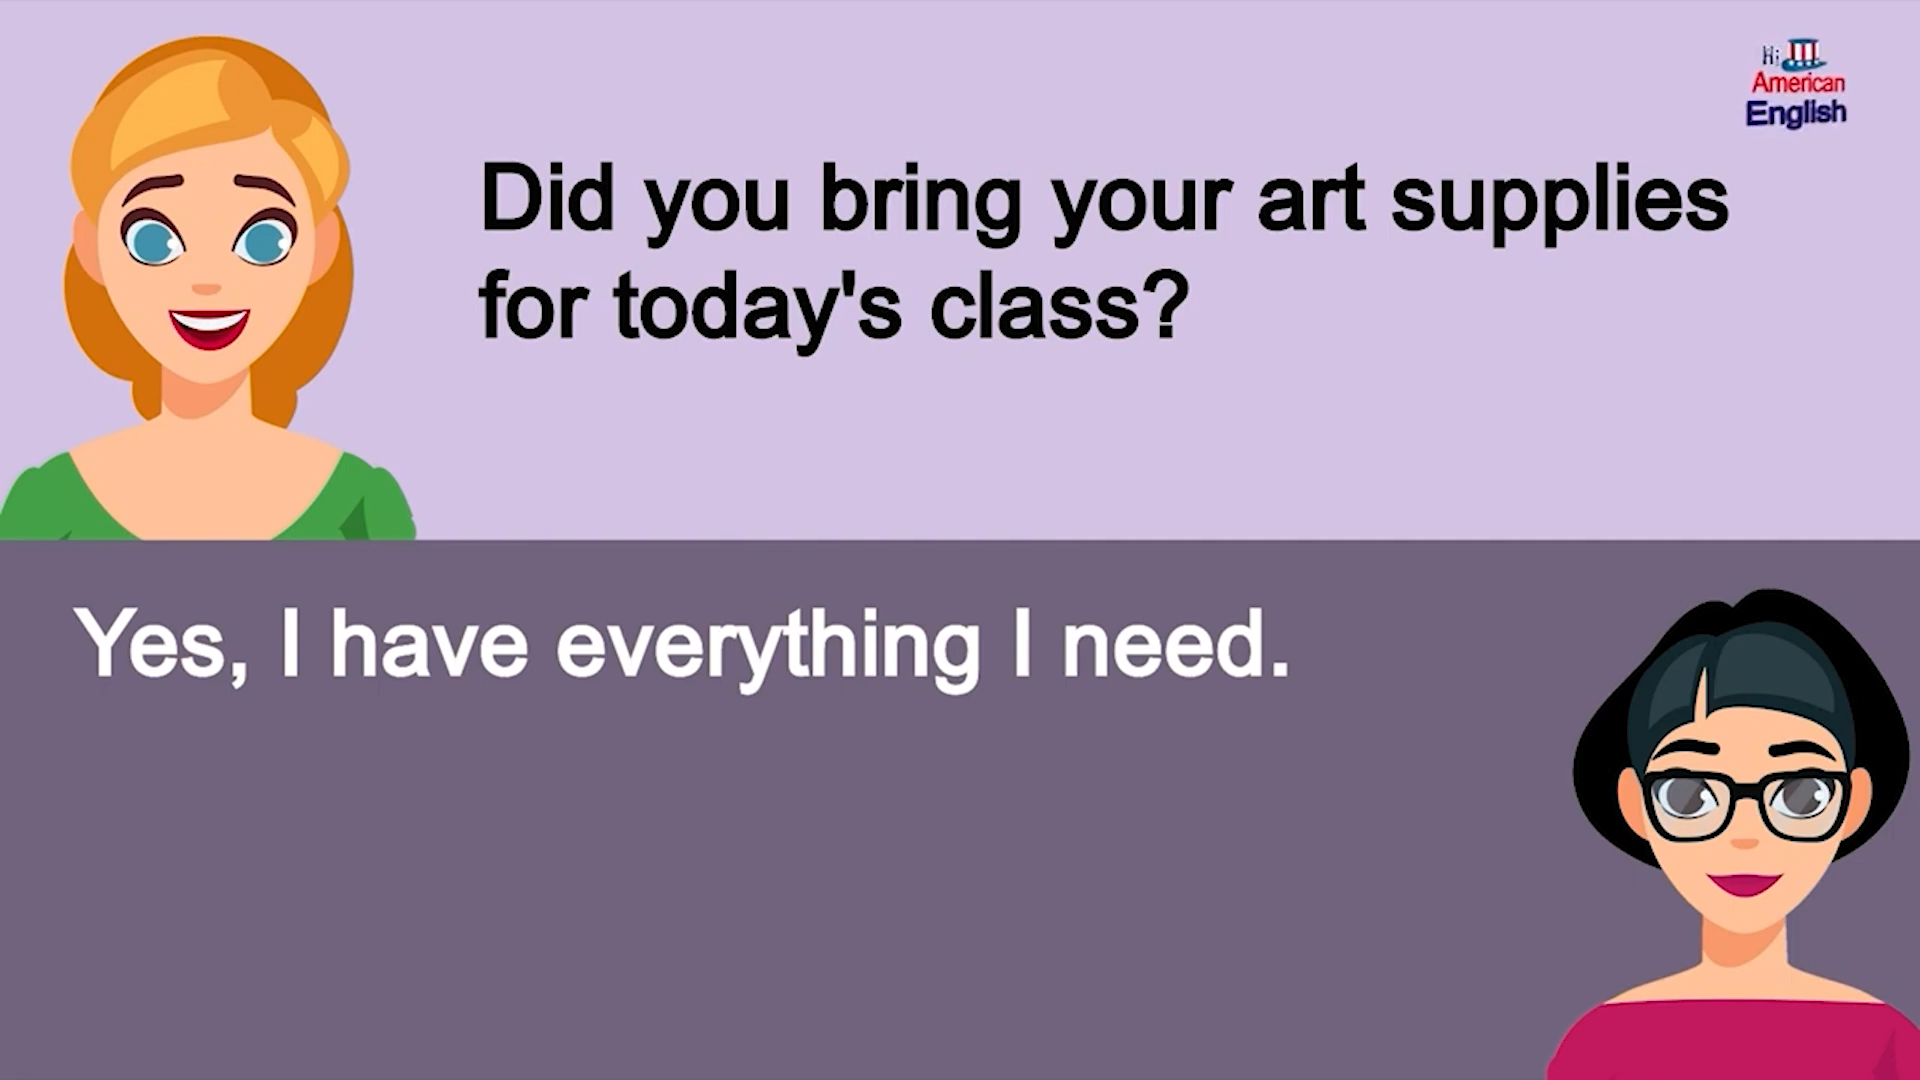 Hi
American
English
Did you bring your art supplies
for today's class?
Yes, I have everything I need.